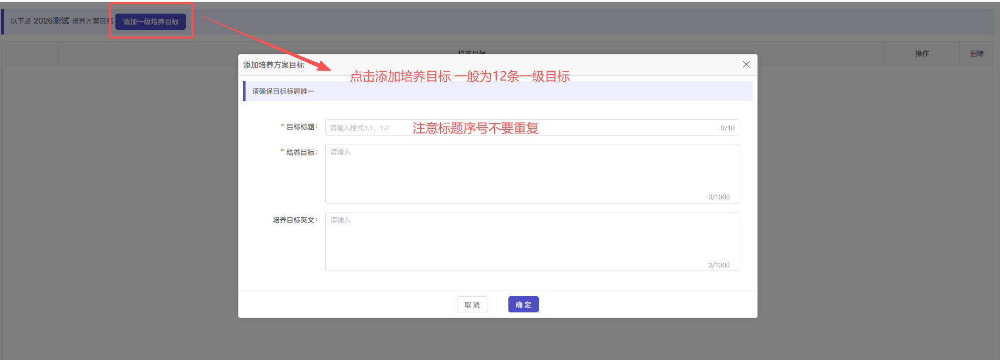 以下是 2026测试 培养方案目标 添加一级培养目标
培养目标 操作 删除
添加培养方案目标
点击添加培养目标 一般为12条一级目标
请确保目标标题唯一
* 目标标题： 请输入格式1.1、1.2 注意标题序号不要重复 0/10
* 培养目标： 请输入
0/1000
培养目标英文： 请输入
0/1000
取 消 确 定